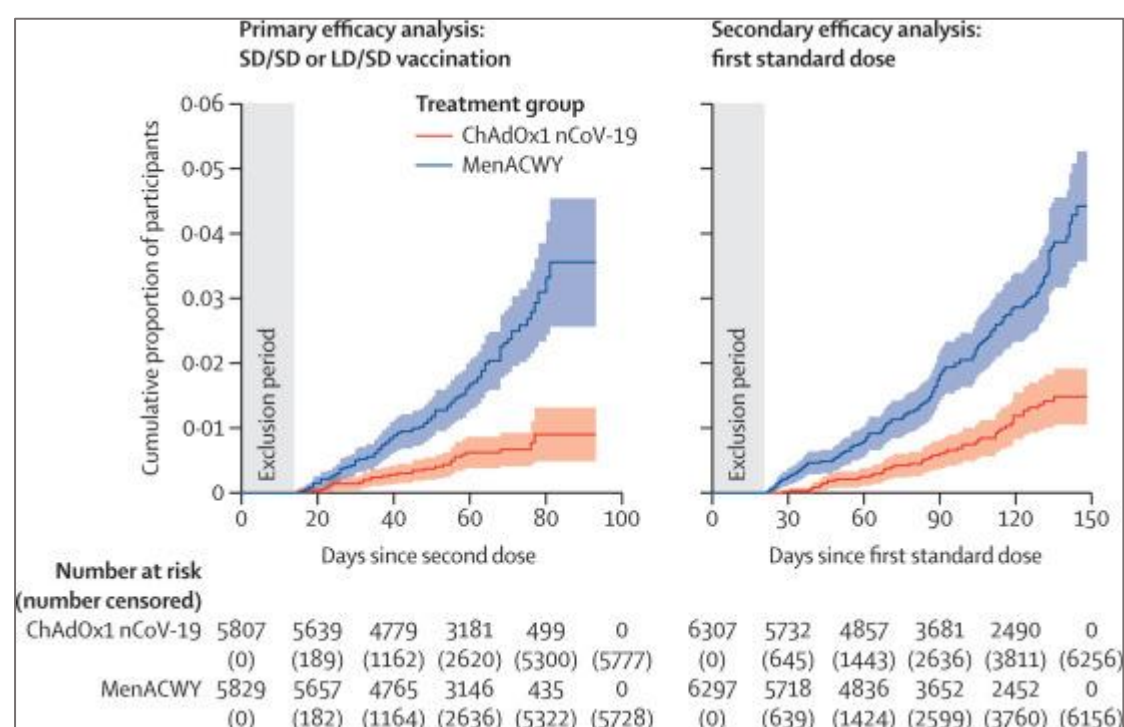 Primary efficacy analysis:
SD/SD or LD/SD vaccination
Secondary efficacy analysis:
first standard dose
Cumulative proportion of participants
0·06
0·05
0·04
0·03
0·02
0·01
0
Exclusion period
Treatment group
ChAdOx1 nCoV-19
MenACWY
0 20 40 60 80 100
Days since second dose
Exclusion period
0 30 60 90 120 150
Days since first standard dose
Number at risk
(number censored)
ChAdOx1 nCoV-19 5807 5639 4779 3181 499 0 6307 5732 4857 3681 2490 0
(0) (189) (1162) (2620) (5300) (5777) (0) (645) (1443) (2636) (3811) (6256)
MenACWY 5829 5657 4765 3146 435 0 6297 5718 4836 3652 2452 0
(0) (182) (1164) (2636) (5322) (5728) (0) (639) (1424) (2599) (3760) (6156)